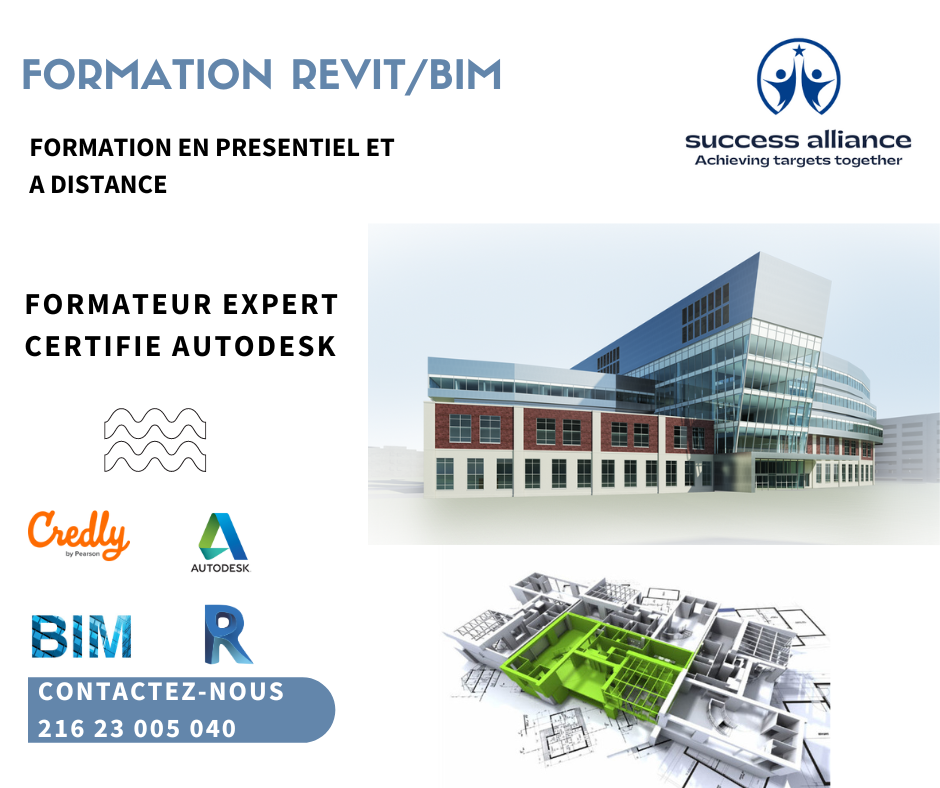 FORMATION REVIT/BIM
success alliance
Achieving targets together
FORMATION EN PRESENTIEL ET
A DISTANCE
FORMATEUR EXPERT
CERTIFIE AUTODESK
Credly
by Pearson
AUTODESK
BIM
R
CONTACTEZ-NOUS
216 23 005 040